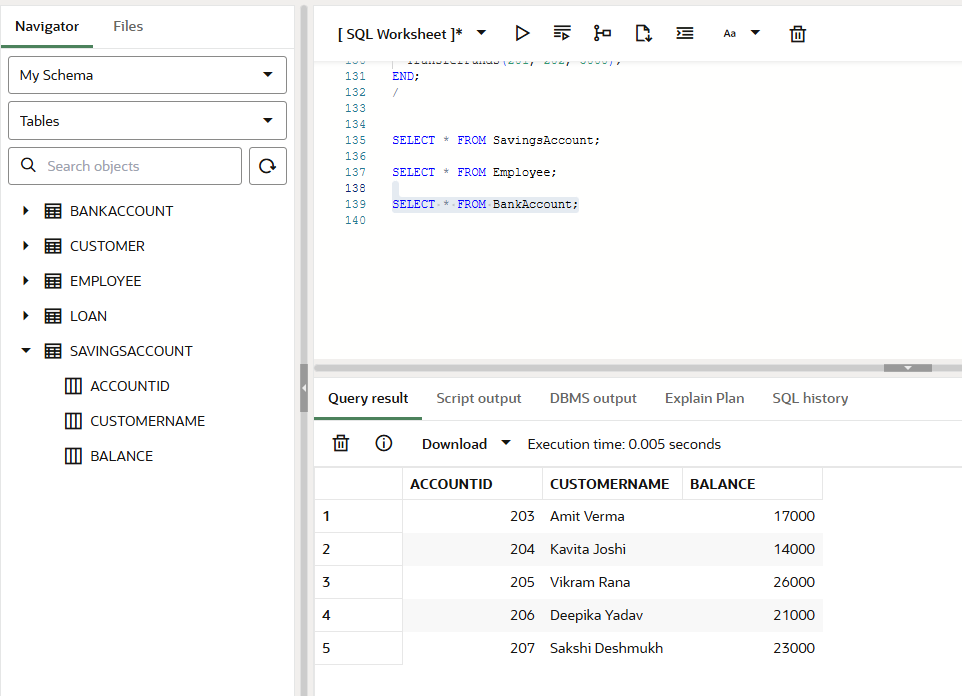 Navigator Files
My Schema
Tables
Search objects
BANKACCOUNT
CUSTOMER
EMPLOYEE
LOAN
SAVINGSACCOUNT
ACCOUNTID
CUSTOMERNAME
BALANCE
[ SQL Worksheet ]* Aa
131 END;
132 /
133
134
135 SELECT * FROM SavingsAccount;
136
137 SELECT * FROM Employee;
138
139 SELECT * FROM BankAccount;
140
Query result Script output DBMS output Explain Plan SQL history
Download Execution time: 0.005 seconds
ACCOUNTID CUSTOMERNAME BALANCE
1 203 Amit Verma 17000
2 204 Kavita Joshi 14000
3 205 Vikram Rana 26000
4 206 Deepika Yadav 21000
5 207 Sakshi Deshmukh 23000